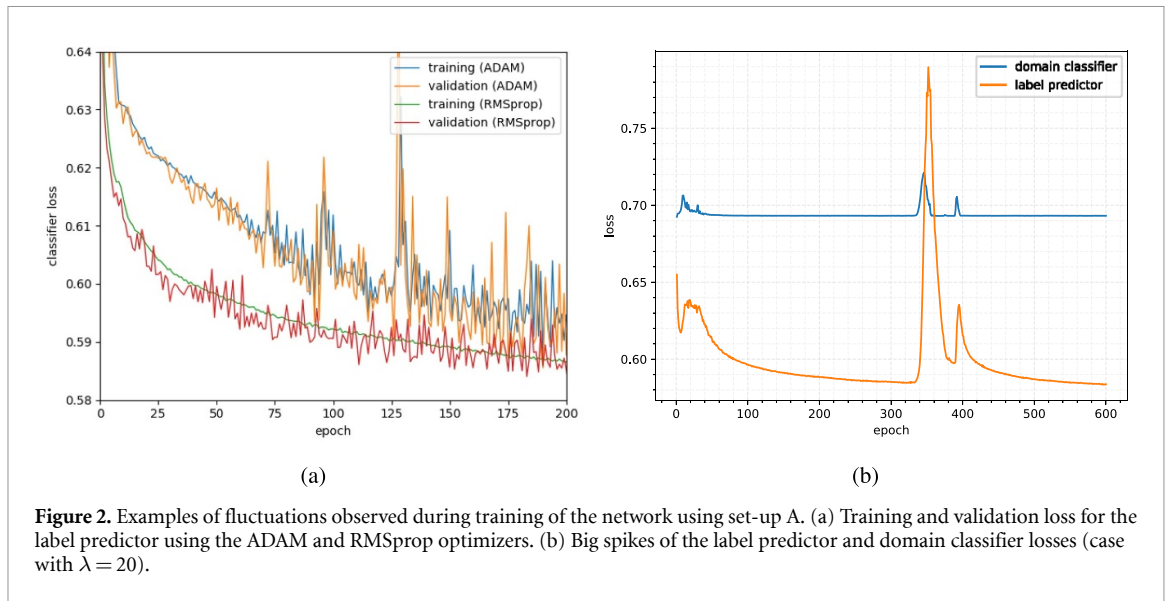 0.64
0.63
0.62
0.61
0.60
0.59
0.58
classifier loss
0
25
50
75
100
125
150
175
200
epoch
training (ADAM)
validation (ADAM)
training (RMSprop)
validation (RMSprop)
(a)
0.75
0.70
0.65
0.60
loss
0
100
200
300
400
500
600
epoch
domain classifier
label predictor
(b)
Figure 2. Examples of fluctuations observed during training of the network using set-up A. (a) Training and validation loss for the
label predictor using the ADAM and RMSprop optimizers. (b) Big spikes of the label predictor and domain classifier losses (case
with λ = 20).